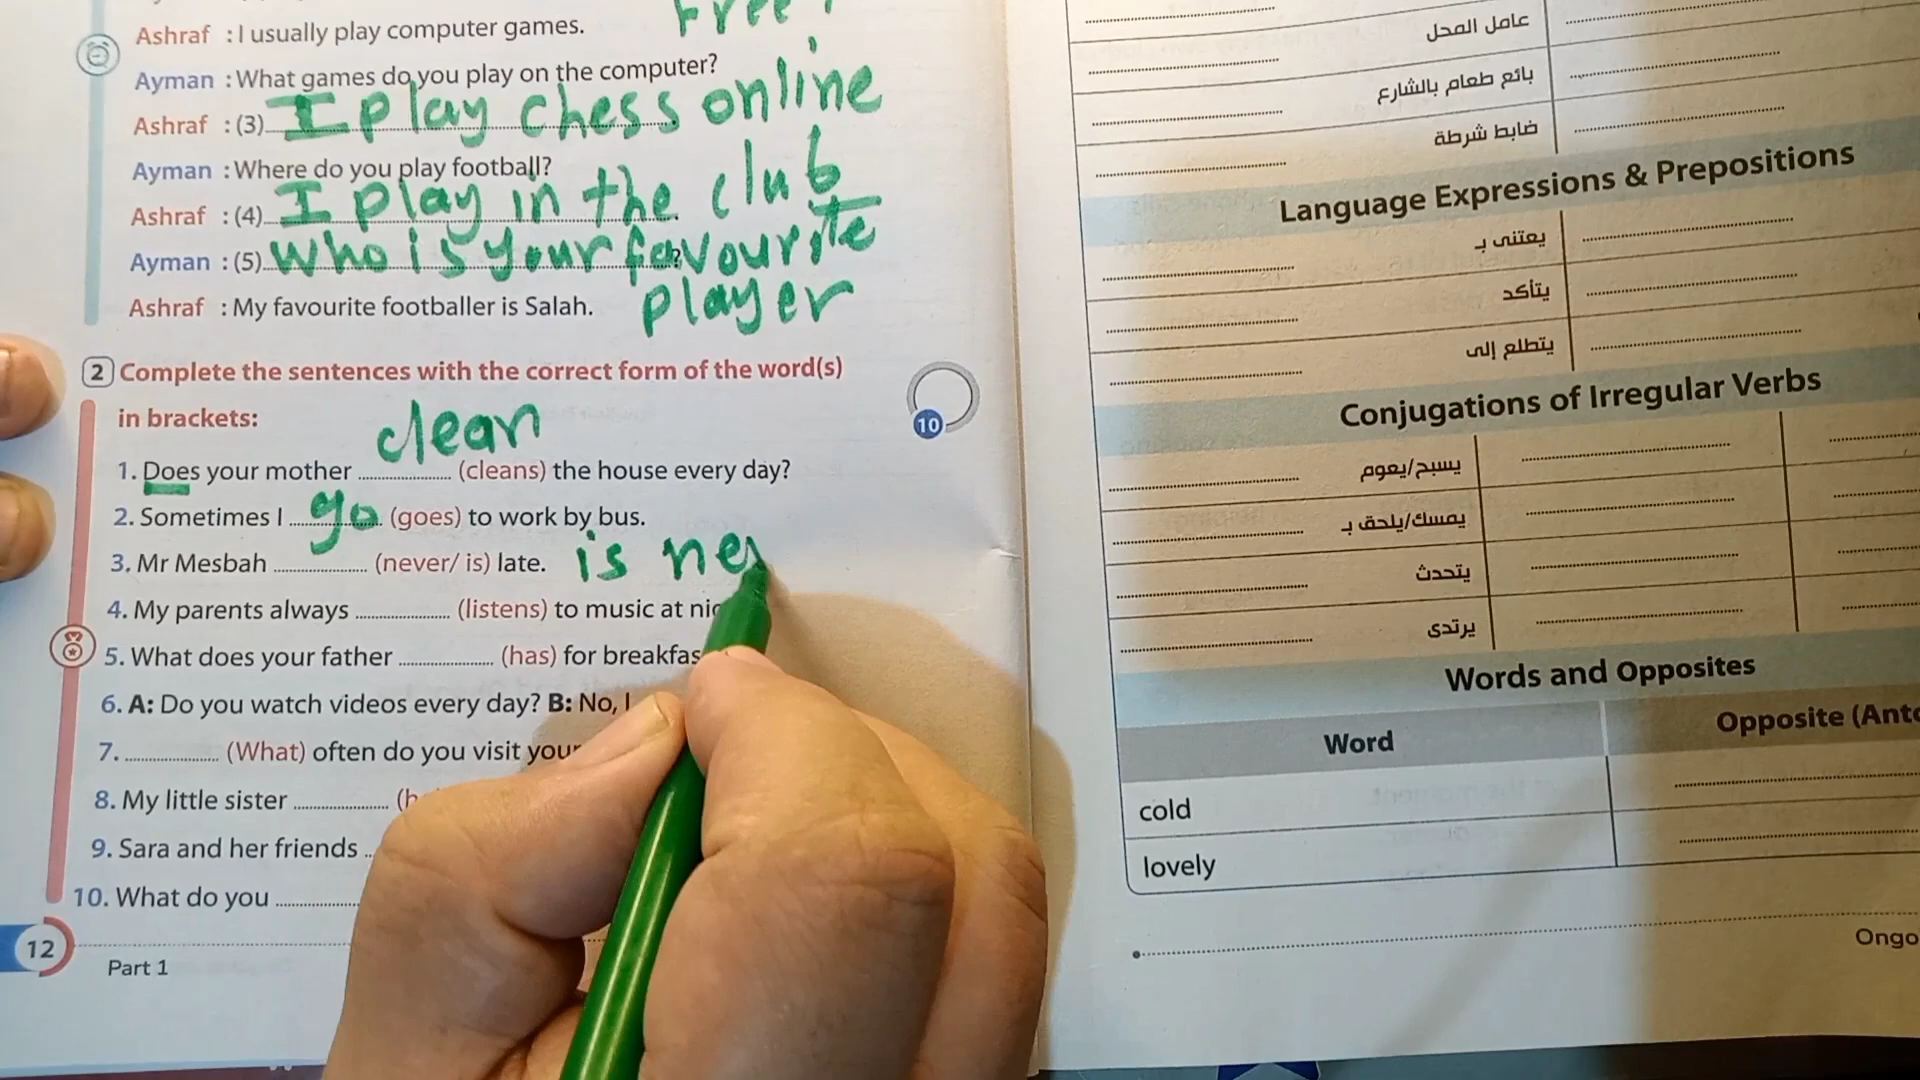 Free
Ashraf : I usually play computer games.
Ayman : What games do you play on the computer?
Ashraf : (3) I play chess online
Ayman : Where do you play football?
Ashraf : (4) I play in the club
Ayman : (5) Who is your favourite ?
player
Ashraf : My favourite footballer is Salah.
2 Complete the sentences with the correct form of the word(s)
in brackets:
10
clean
1. Does your mother .................... (cleans) the house every day?
2. Sometimes I go (goes) to work by bus.
3. Mr Mesbah .................... (never/ is) late. is nev
4. My parents always .................... (listens) to music at
5. What does your father .................... (has) for
6. A: Do you watch videos every day? B: No, I
7. .................... (What) often do you visit
8. My little sister ....................
9. Sara and her friends ..
10. What do you ....................
12
Part 1
عامل المحل
بائع طعام بالشارع
ضابط شرطة
Language Expressions & Prepositions
يعتنى بـ
يتأكد
يتطلع إلى
Conjugations of Irregular Verbs
يسبح/يعوم
يمسك/يلحق بـ
يتحدث
يرتدى
Words and Opposites
Word Opposite
cold
lovely